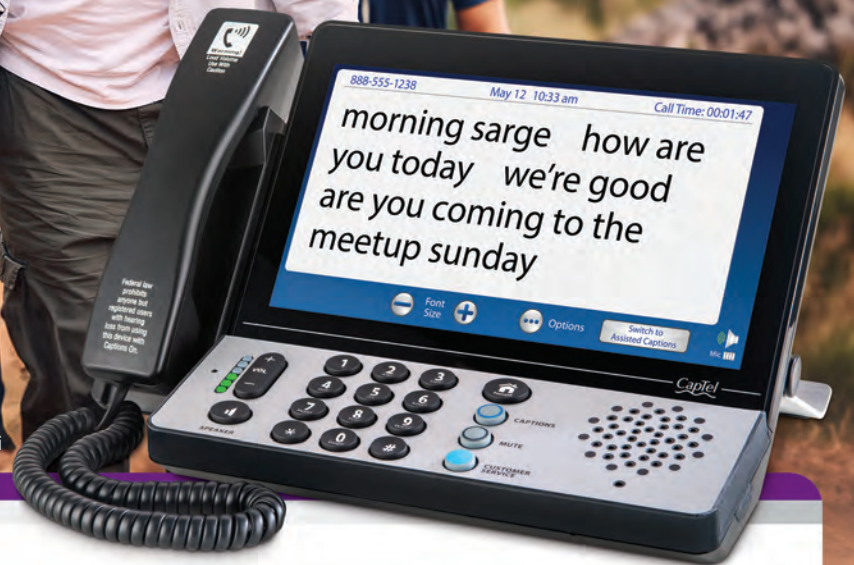 Warning!
Loud Volume
Use With
Caution
888-555-1238
May 12 10:33 am
Call Time: 00:01:47
morning sarge how are
you today we're good
are you coming to the
meetup sunday
Font
Size
Options
Switch to
Assisted Captions
Mic
Federal law
prohibits
anyone but
registered users
with hearing
loss from using
this device with
Captions On.
CapTel
+
VOL
−
SPEAKER
1
2
3
4
5
6
7
8
9
*
0
#
CAPTIONS
MUTE
CUSTOMER
SERVICE